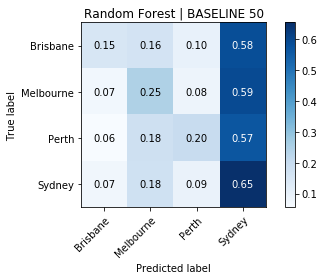 Random Forest | BASELINE 50
True label
Brisbane 0.15 0.16 0.10 0.58
Melbourne 0.07 0.25 0.08 0.59
Perth 0.06 0.18 0.20 0.57
Sydney 0.07 0.18 0.09 0.65
Brisbane Melbourne Perth Sydney
Predicted label
0.6
0.5
0.4
0.3
0.2
0.1